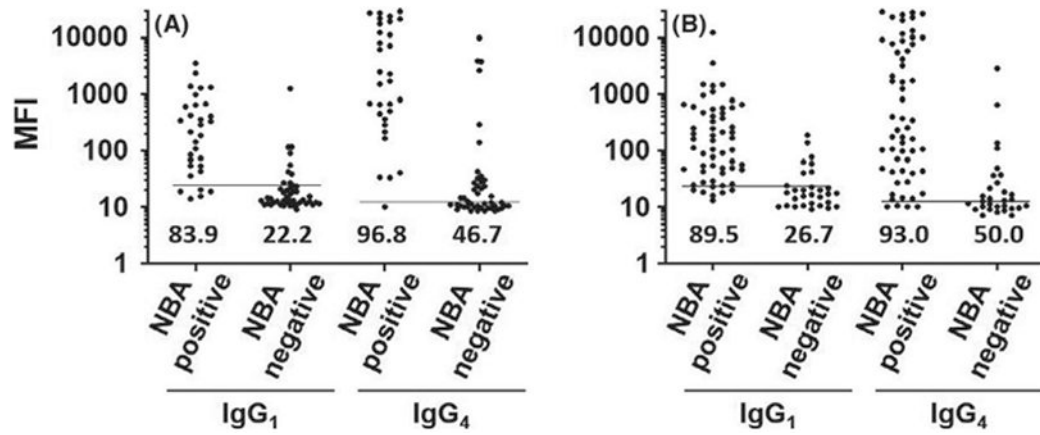 (A)
MFI
10000
1000
100
10
1
83.9 22.2 96.8 46.7
NBA positive
NBA negative
NBA positive
NBA negative
IgG₁ IgG₄
(B)
10000
1000
100
10
1
89.5 26.7 93.0 50.0
NBA positive
NBA negative
NBA positive
NBA negative
IgG₁ IgG₄